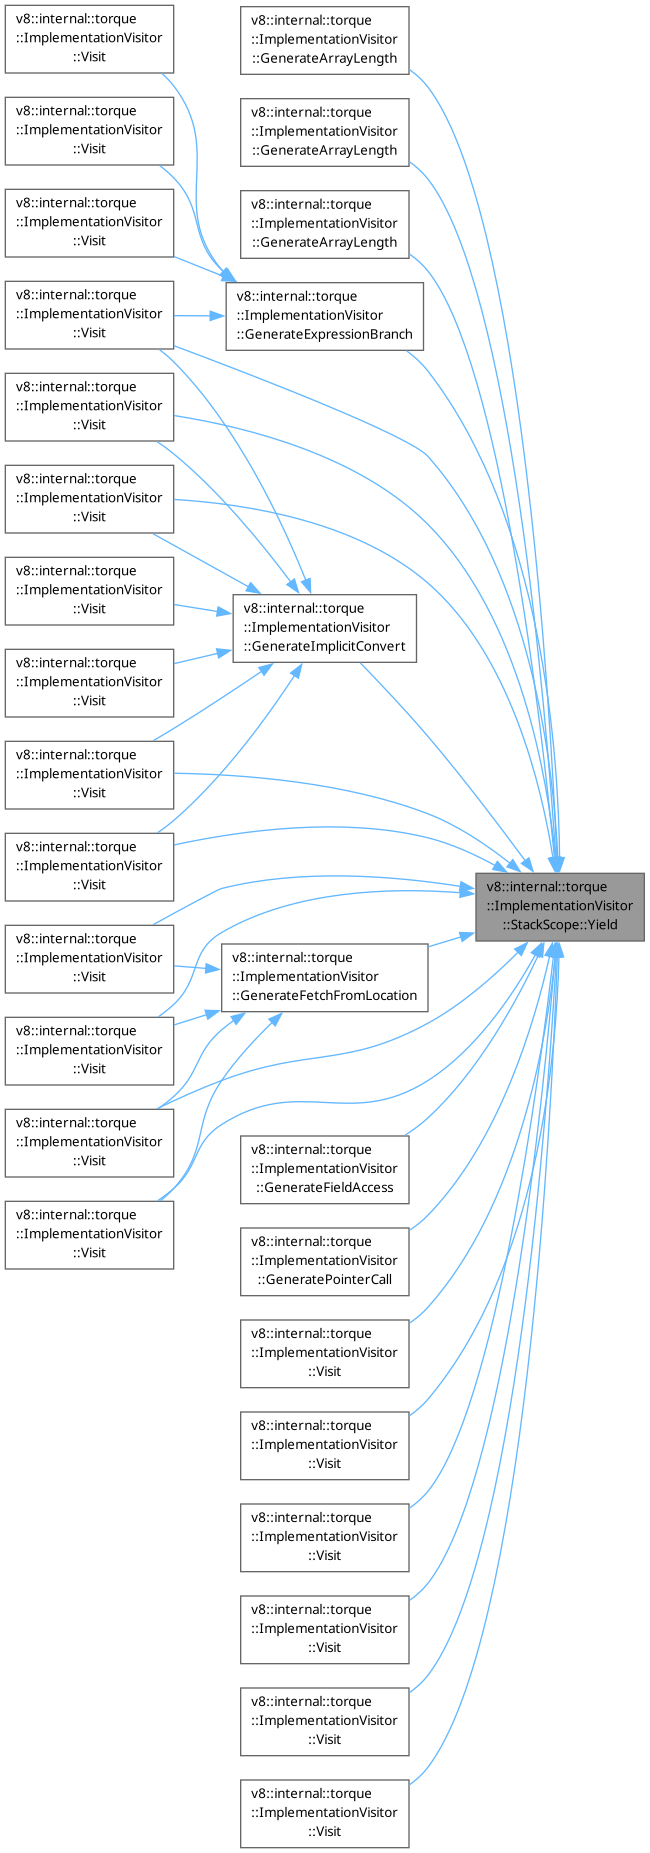 v8::internal::torque
::ImplementationVisitor
::Visit
v8::internal::torque
::ImplementationVisitor
::Visit
v8::internal::torque
::ImplementationVisitor
::Visit
v8::internal::torque
::ImplementationVisitor
::Visit
v8::internal::torque
::ImplementationVisitor
::Visit
v8::internal::torque
::ImplementationVisitor
::Visit
v8::internal::torque
::ImplementationVisitor
::Visit
v8::internal::torque
::ImplementationVisitor
::Visit
v8::internal::torque
::ImplementationVisitor
::Visit
v8::internal::torque
::ImplementationVisitor
::Visit
v8::internal::torque
::ImplementationVisitor
::Visit
v8::internal::torque
::ImplementationVisitor
::Visit
v8::internal::torque
::ImplementationVisitor
::Visit
v8::internal::torque
::ImplementationVisitor
::Visit
v8::internal::torque
::ImplementationVisitor
::GenerateArrayLength
v8::internal::torque
::ImplementationVisitor
::GenerateArrayLength
v8::internal::torque
::ImplementationVisitor
::GenerateArrayLength
v8::internal::torque
::ImplementationVisitor
::GenerateExpressionBranch
v8::internal::torque
::ImplementationVisitor
::GenerateImplicitConvert
v8::internal::torque
::ImplementationVisitor
::GenerateFetchFromLocation
v8::internal::torque
::ImplementationVisitor
::GenerateFieldAccess
v8::internal::torque
::ImplementationVisitor
::GeneratePointerCall
v8::internal::torque
::ImplementationVisitor
::Visit
v8::internal::torque
::ImplementationVisitor
::Visit
v8::internal::torque
::ImplementationVisitor
::Visit
v8::internal::torque
::ImplementationVisitor
::Visit
v8::internal::torque
::ImplementationVisitor
::Visit
v8::internal::torque
::ImplementationVisitor
::Visit
v8::internal::torque
::ImplementationVisitor
::StackScope::Yield